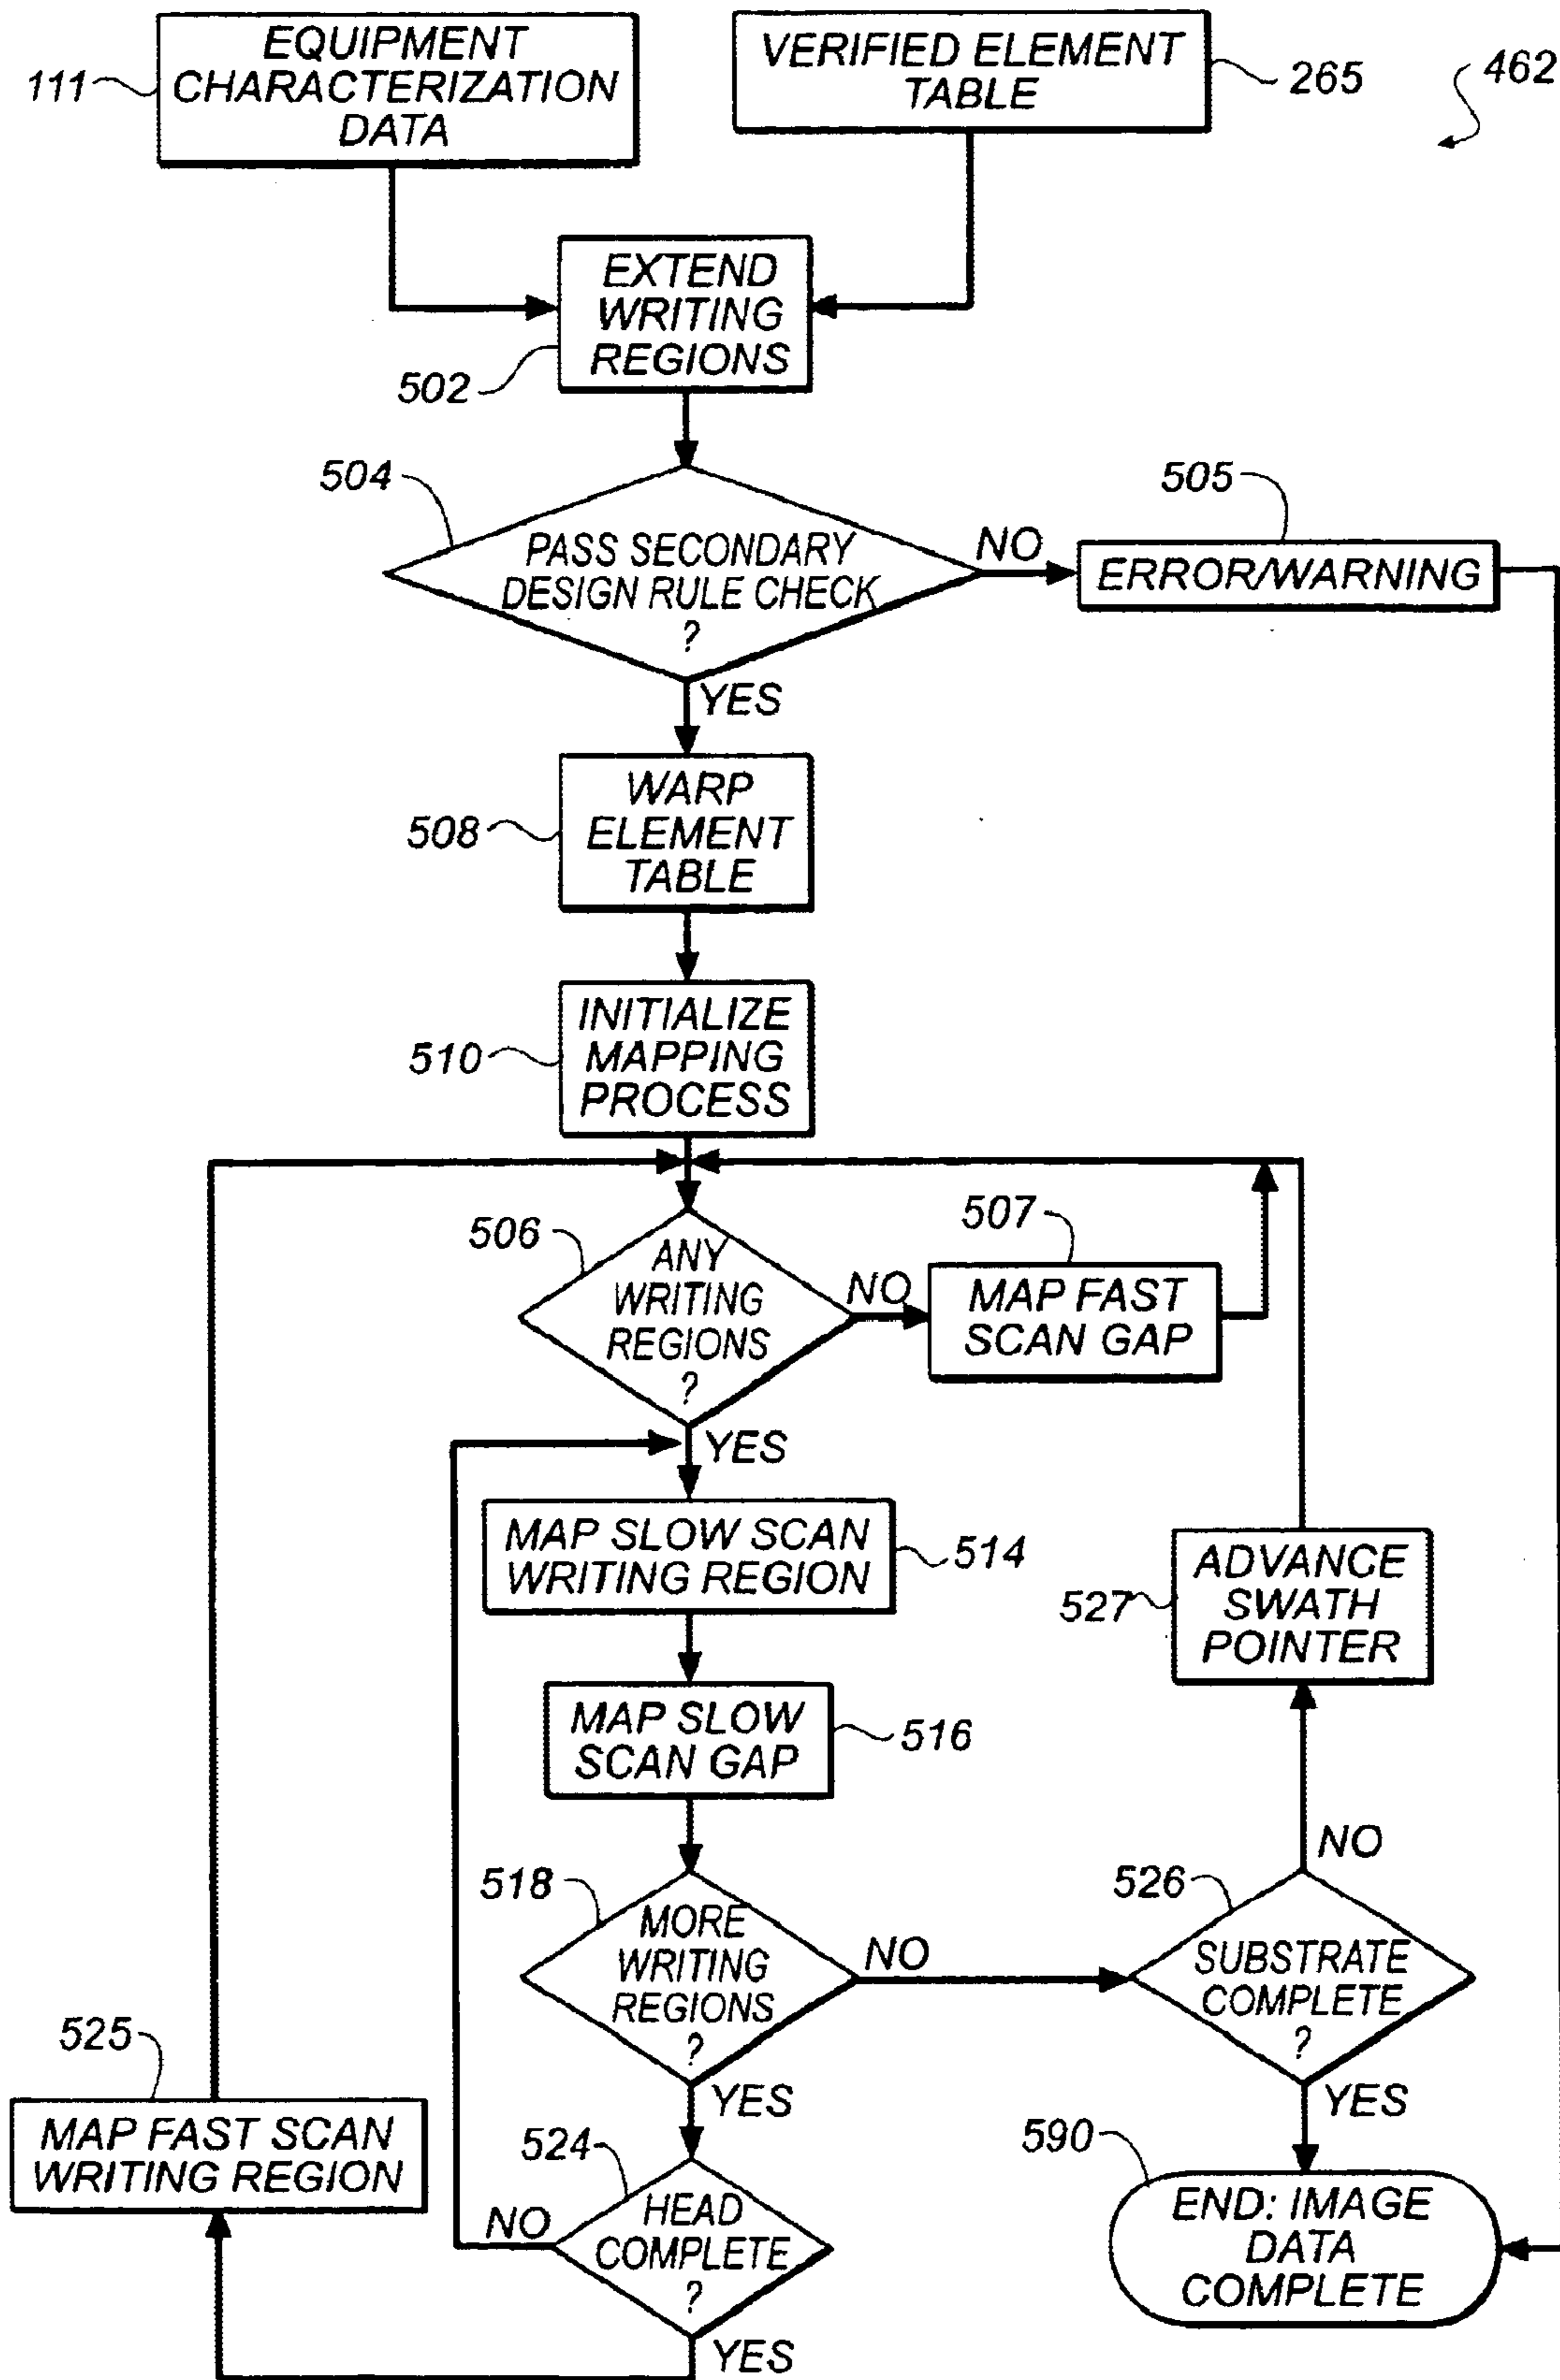 EQUIPMENT
CHARACTERIZATION
DATA
111
VERIFIED ELEMENT
TABLE
265
462
EXTEND
WRITING
REGIONS
502
504
PASS SECONDARY
DESIGN RULE CHECK
?
NO
505
ERROR/WARNING
YES
WARP
ELEMENT
TABLE
508
INITIALIZE
MAPPING
PROCESS
510
506
ANY
WRITING
REGIONS
?
NO
507
MAP FAST
SCAN GAP
YES
MAP SLOW SCAN
WRITING REGION
514
ADVANCE
SWATH
POINTER
527
MAP SLOW
SCAN GAP
516
NO
518
MORE
WRITING
REGIONS
?
NO
526
SUBSTRATE
COMPLETE
?
YES
YES
525
MAP FAST SCAN
WRITING REGION
524
HEAD
COMPLETE
?
NO
YES
590
END: IMAGE
DATA
COMPLETE